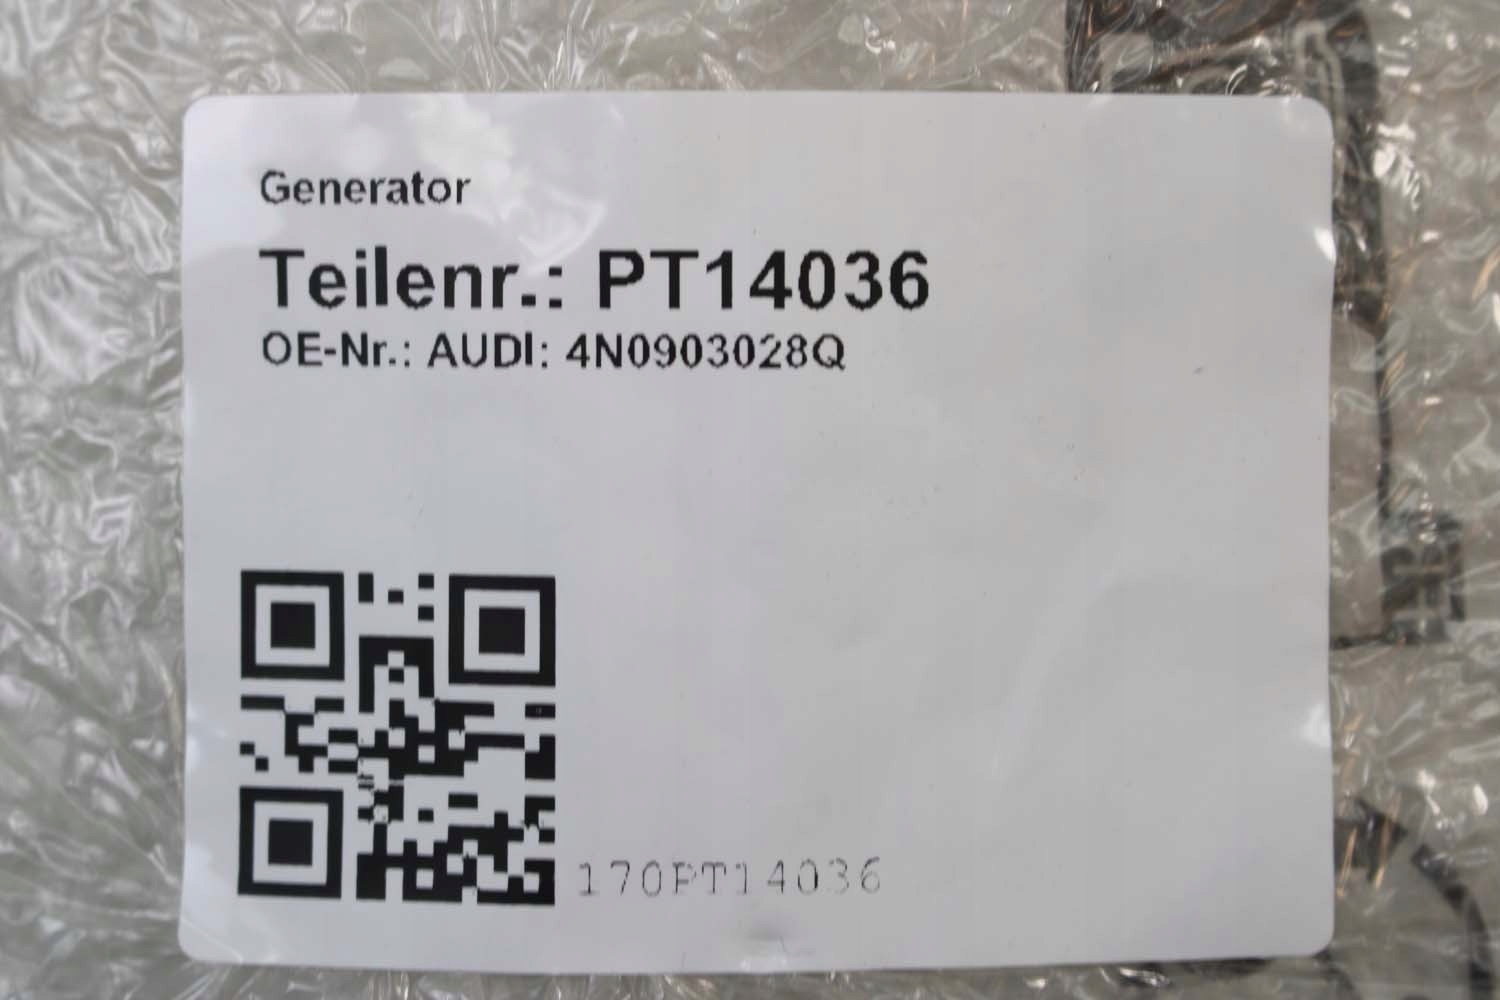 Generator
Teilenr.: PT14036
OE-Nr.: AUDI: 4N0903028Q
170PT14036